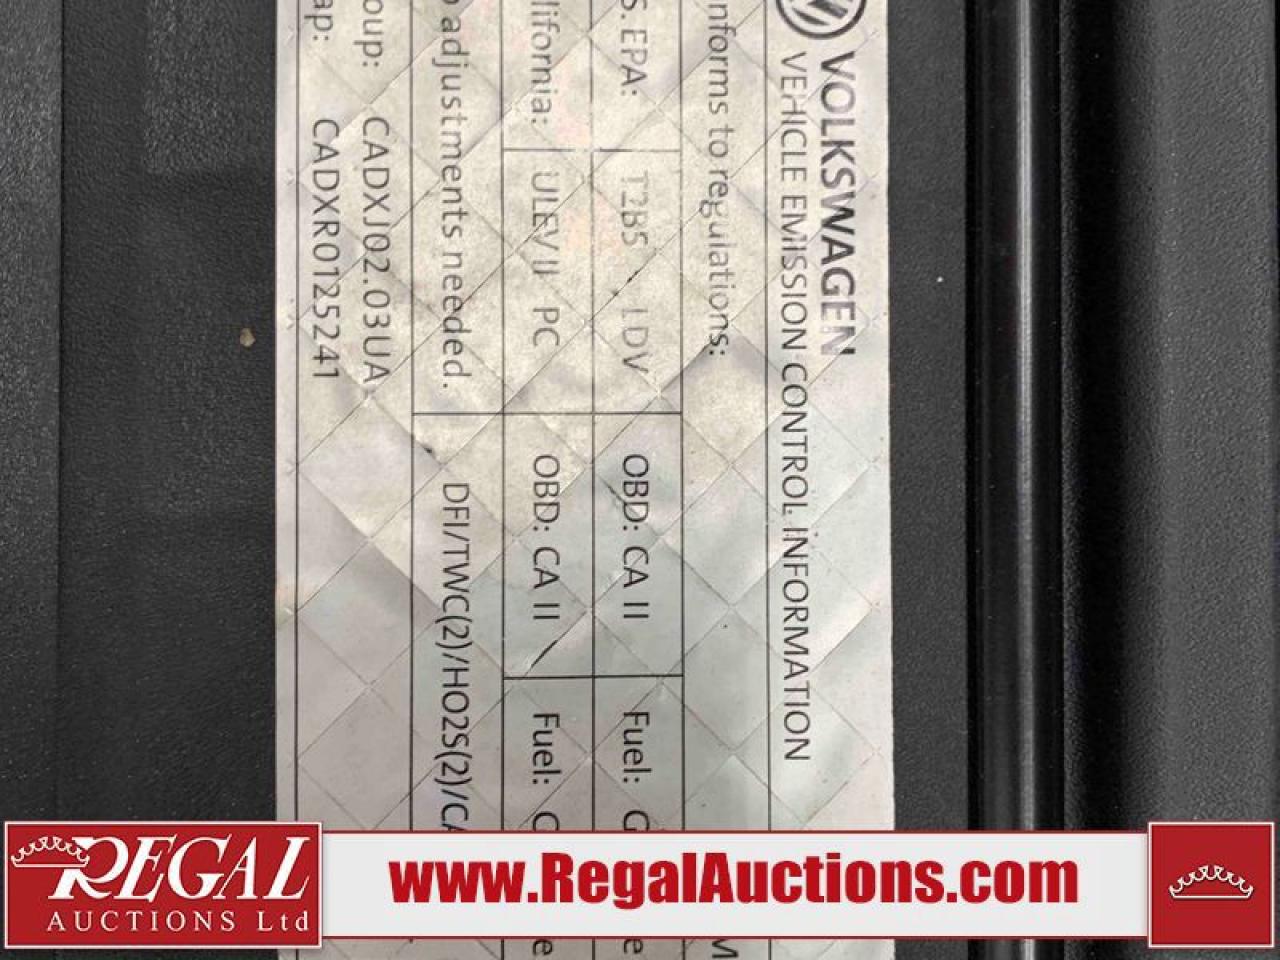 VOLKSWAGEN
VEHICLE EMISSION CONTROL INFORMATION
nforms to regulations:
S. EPA: T2B5 LDV OBD: CA II Fuel: G
lifornia: ULEV II PC OBD: CA II Fuel: G
o adjustments needed. DFI/TWC(2)/HO2S(2)/CA
oup: CADXJ02.03UA
ap: CADXR0125241
REGAL
AUCTIONS Ltd
www.RegalAuctions.com